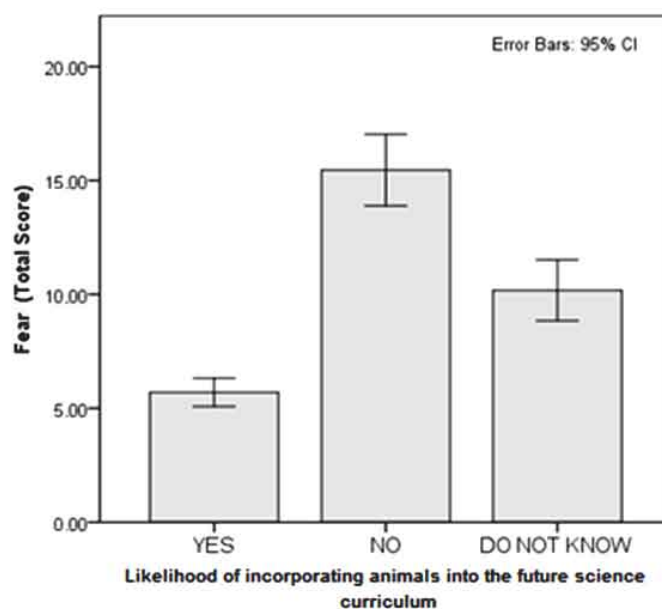 Error Bars: 95% CI
20.00
15.00
10.00
5.00
0.00
Fear (Total Score)
YES NO DO NOT KNOW
Likelihood of incorporating animals into the future science
curriculum